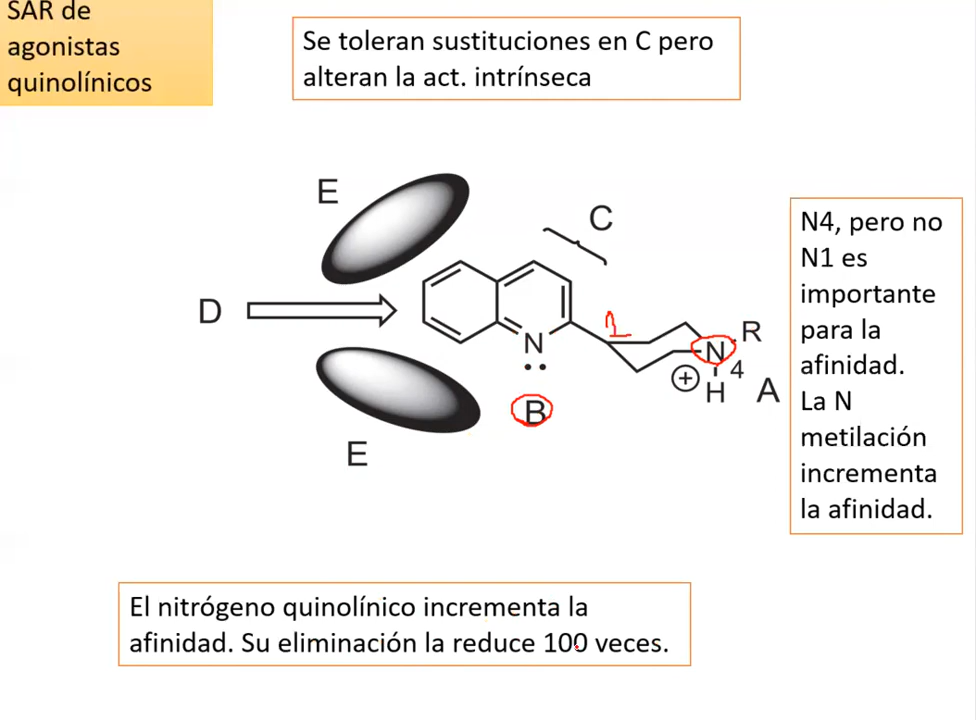 SAR de
agonistas
quinolínicos
Se toleran sustituciones en C pero
alteran la act. intrínseca
E
C
D
N
B
1
N
R
4
H
A
E
N4, pero no
N1 es
importante
para la
afinidad.
La N
metilación
incrementa
la afinidad.
El nitrógeno quinolínico incrementa la
afinidad. Su eliminación la reduce 100 veces.